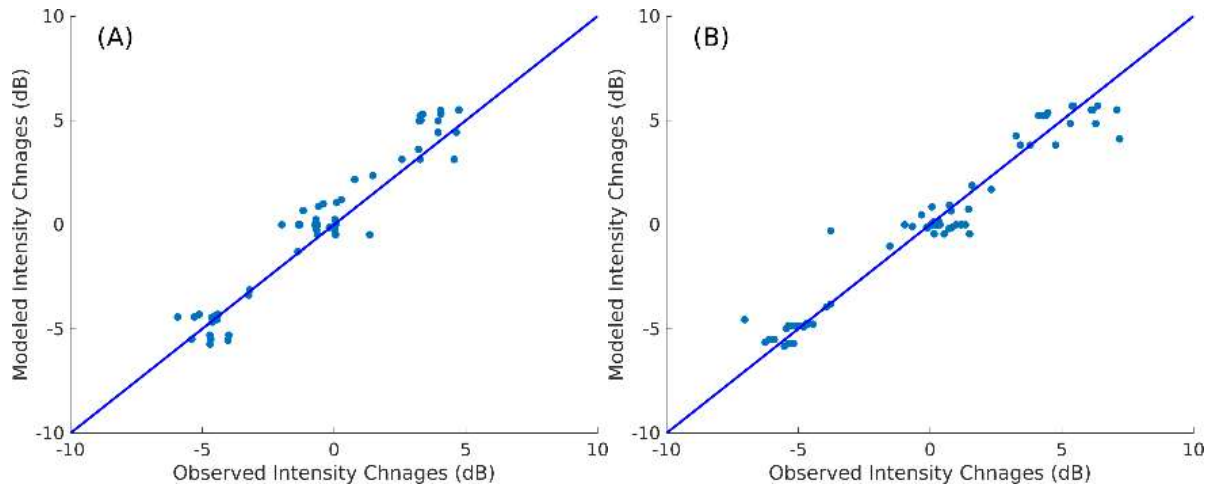 (A)
Modeled Intensity Chnages (dB)
10
5
0
-5
-10
-10 -5 0 5 10
Observed Intensity Chnages (dB)
(B)
Modeled Intensity Chnages (dB)
10
5
0
-5
-10
-10 -5 0 5 10
Observed Intensity Chnages (dB)